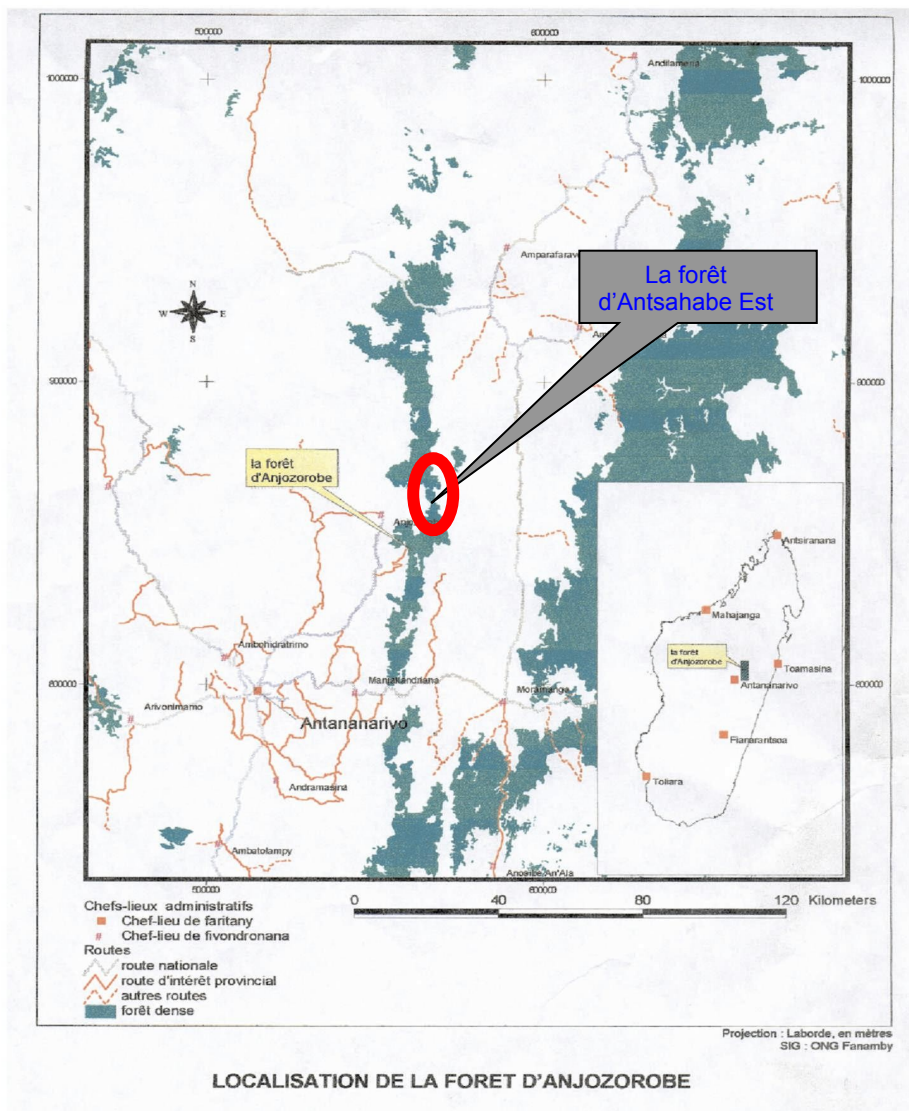 500000
600000
1000000
1000000
Andilamena
Amparafaravo
La forêt
d'Antsahabe Est
N
W
E
S
900000
900000
la forêt
d'Anjozorobe
Antsiranana
Mahajanga
la forêt
d'Anjozorobe
Toamasina
Antananarivo
Fianarantsoa
Toliara
Ambohidratrimo
800000
800000
Manjakandriana
Moramanga
Arivonimamo
Antananarivo
Andramasina
Ambatolampy
500000
600000
Chefs-lieux administratifs
Chef-lieu de faritany
# Chef-lieu de fivondronana
Routes
route nationale
route d'intérêt provincial
autres routes
forêt dense
0 40 80 120 Kilometers
Projection : Laborde, en mètres
SIG : ONG Fanamby
LOCALISATION DE LA FORET D'ANJOZOROBE